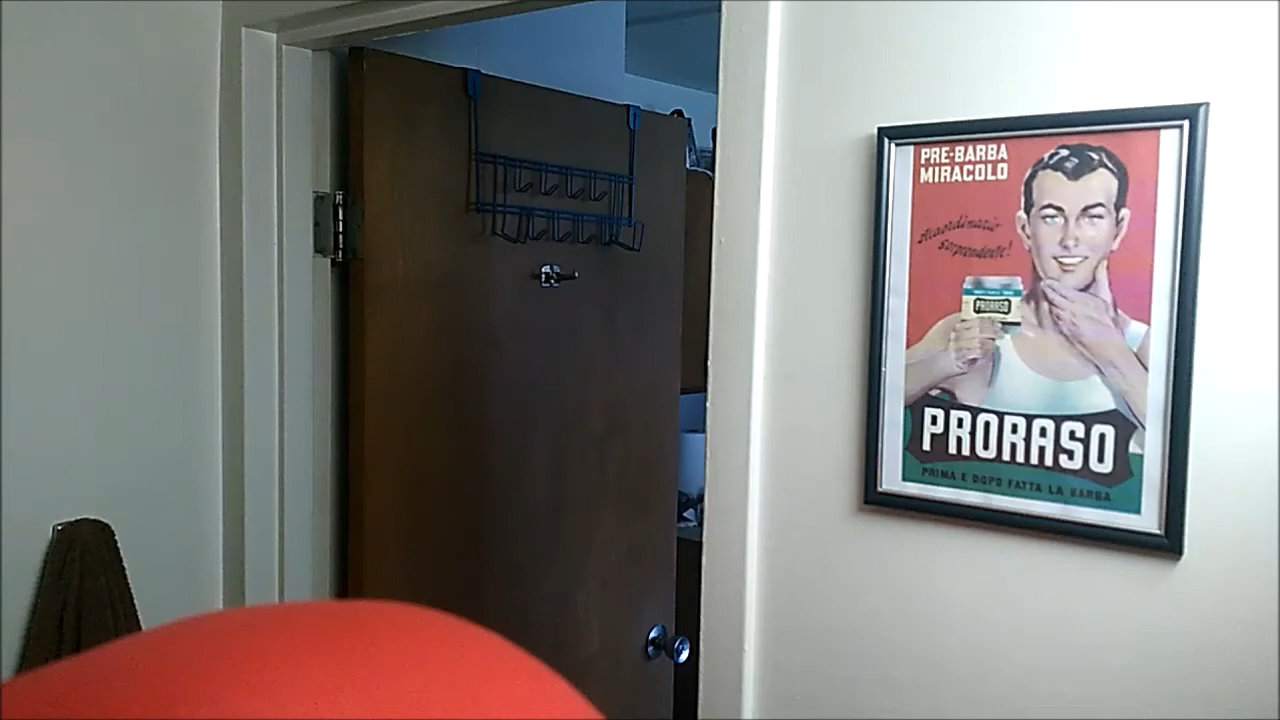 PRE-BARBA
MIRACOLO
Straordinario
Sorprendente!
PRORASO
PRORASO
PRIMA E DOPO FATTA LA BARBA